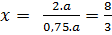 x = 2.a / 0,75.a = 8 / 3